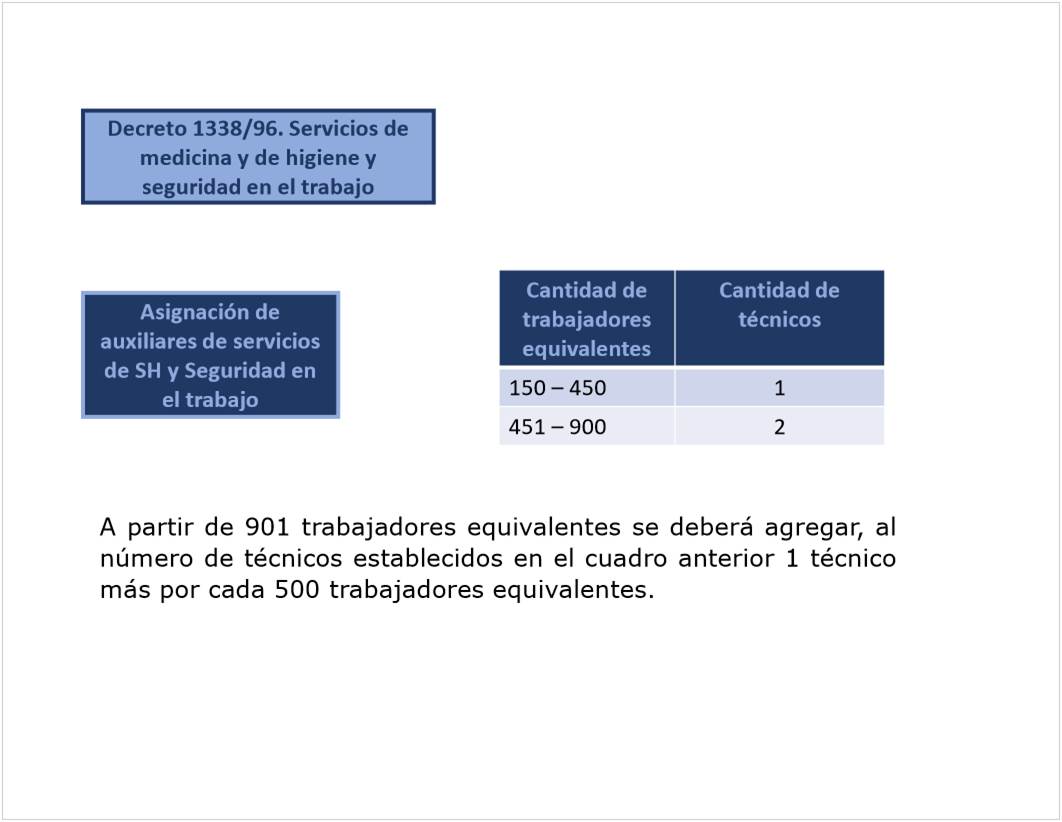 Decreto 1338/96. Servicios de
medicina y de higiene y
seguridad en el trabajo
Asignación de
auxiliares de servicios
de SH y Seguridad en
el trabajo
Cantidad de
trabajadores
equivalentes
Cantidad de
técnicos
150 – 450 1
451 – 900 2
A partir de 901 trabajadores equivalentes se deberá agregar, al
número de técnicos establecidos en el cuadro anterior 1 técnico
más por cada 500 trabajadores equivalentes.